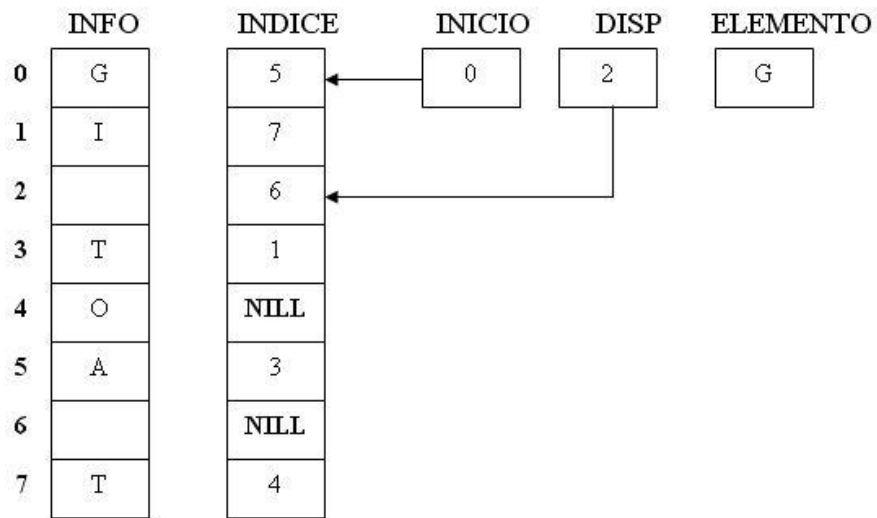 INFO INDICE INICIO DISP ELEMENTO
0 G 5 0 2 G
1 I 7
2 6
3 T 1
4 O NILL
5 A 3
6 NILL
7 T 4